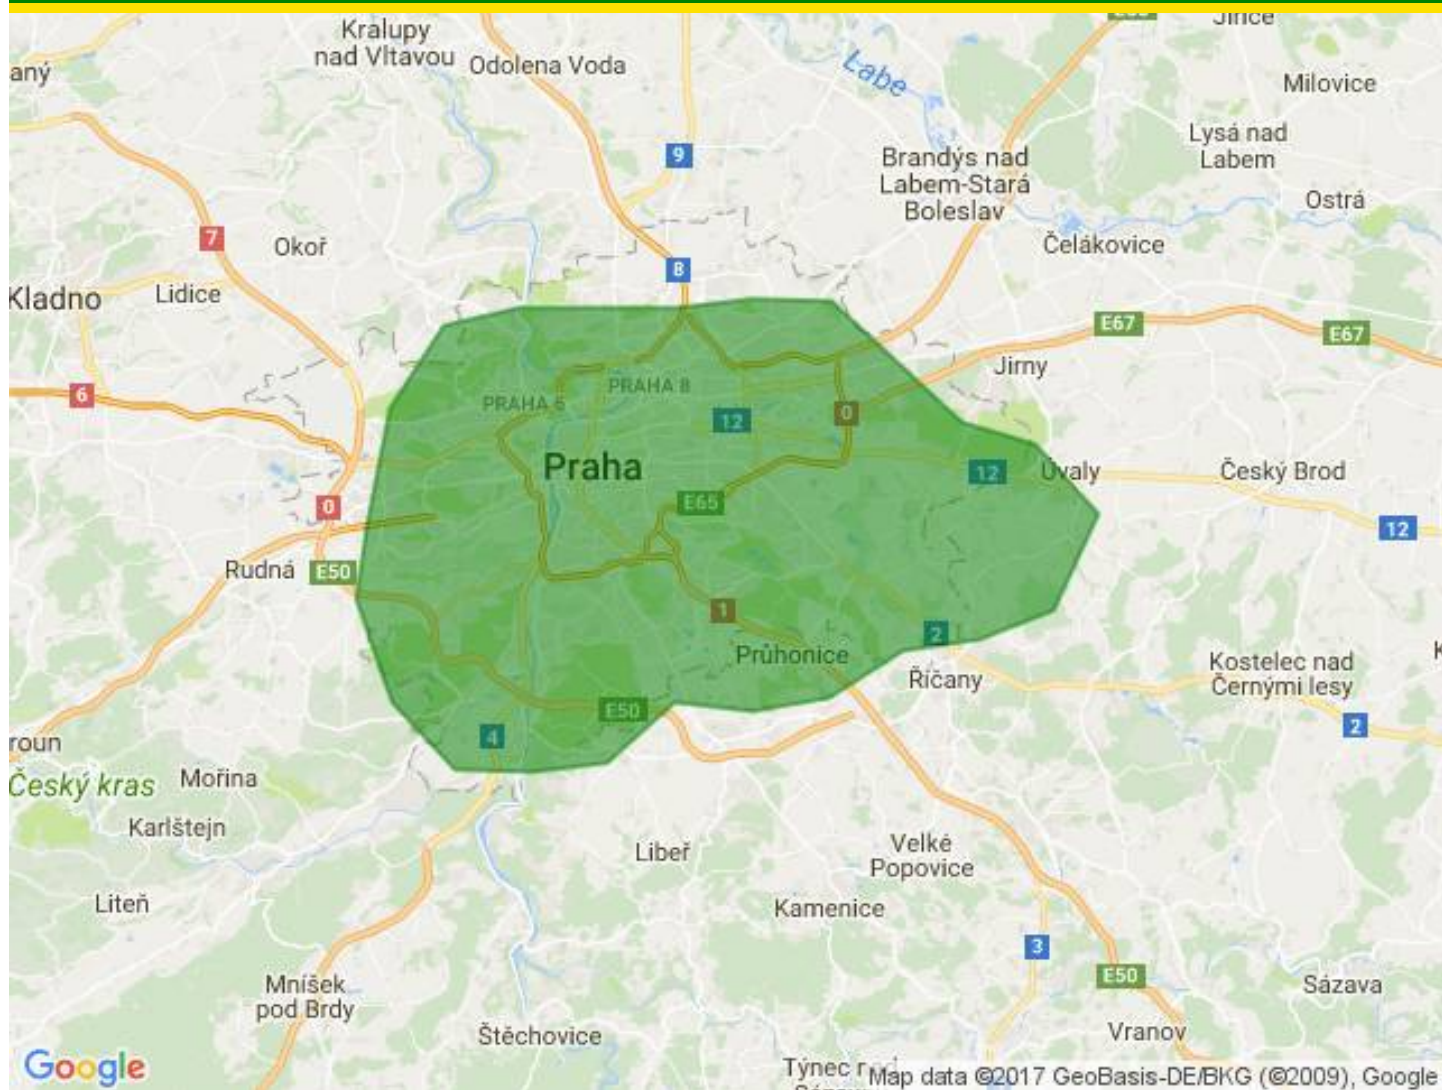 Kralupy
nad Vltavou
Odolena Voda
aný
Labe
Milovice
Lysá nad
Labem
9
Brandýs nad
Labem-Stará
Boleslav
Ostrá
7
Okoř
Čelákovice
8
Kladno
Lidice
E67
E67
Jirny
6
PRAHA 8
PRAHA 6
12
0
Praha
12
Úvaly
Český Brod
E65
0
12
Rudná
E50
1
2
Průhonice
Říčany
Kostelec nad
Černými lesy
E50
2
4
roun
Český kras
Mořina
Karlštejn
Libeř
Velké
Popovice
Liteň
Kamenice
3
E50
Mníšek
pod Brdy
Sázava
Štěchovice
Vranov
Google
Týnec
Map data ©2017 GeoBasis-DE/BKG (©2009), Google